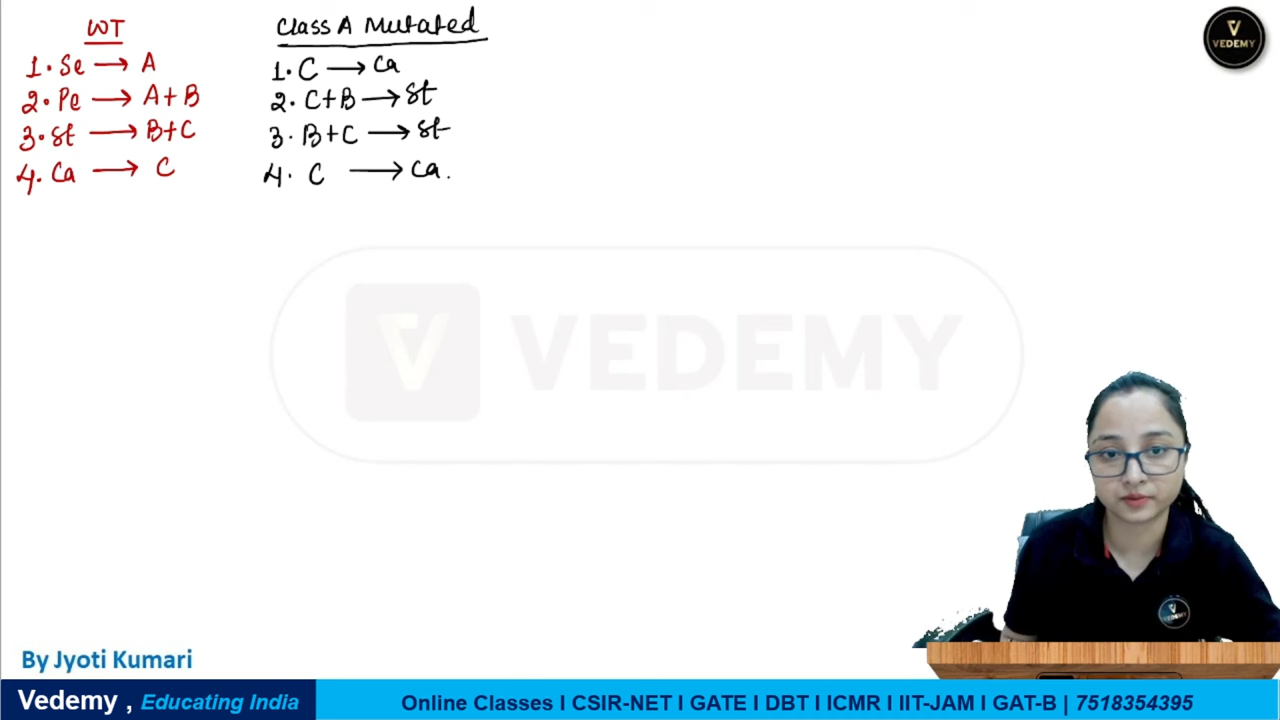 WT
1. Se → A
2. Pe → A+B
3. St → B+C
4. Ca → C
Class A Mutated
1. C → Ca
2. C+B → St
3. B+C → St
4. C → Ca.
V VEDEMY
V VEDEMY
By Jyoti Kumari
Vedemy , Educating India
Online Classes I CSIR-NET I GATE I DBT I ICMR I IIT-JAM I GAT-B | 7518354395